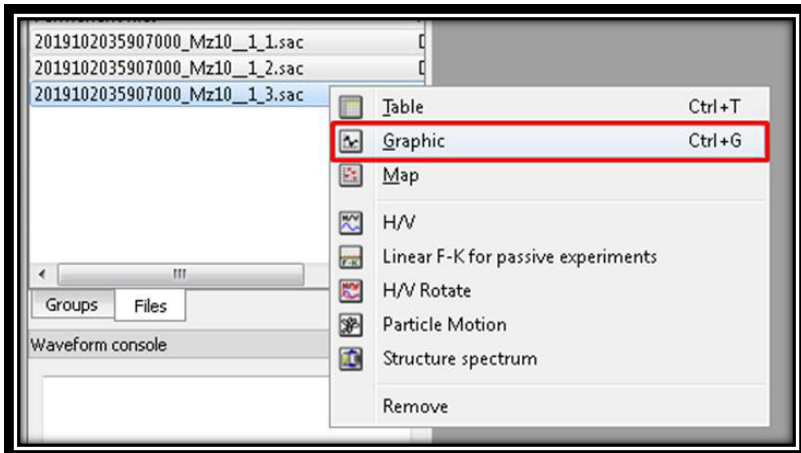 2019102035907000_Mz10__1_1.sac
2019102035907000_Mz10__1_2.sac
2019102035907000_Mz10__1_3.sac
Table Ctrl+T
Graphic Ctrl+G
Map
H/V
Linear F-K for passive experiments
H/V Rotate
Particle Motion
Structure spectrum
Remove
Groups Files
Waveform console